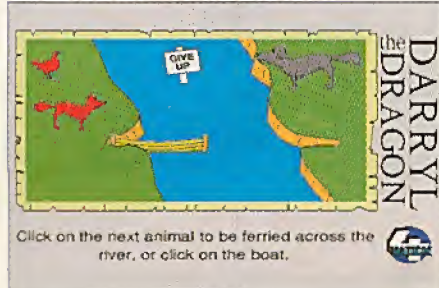 GIVE
UP
DARRYL
the
DRAGON
Click on the next animal to be ferried across the
river, or click on the boat.